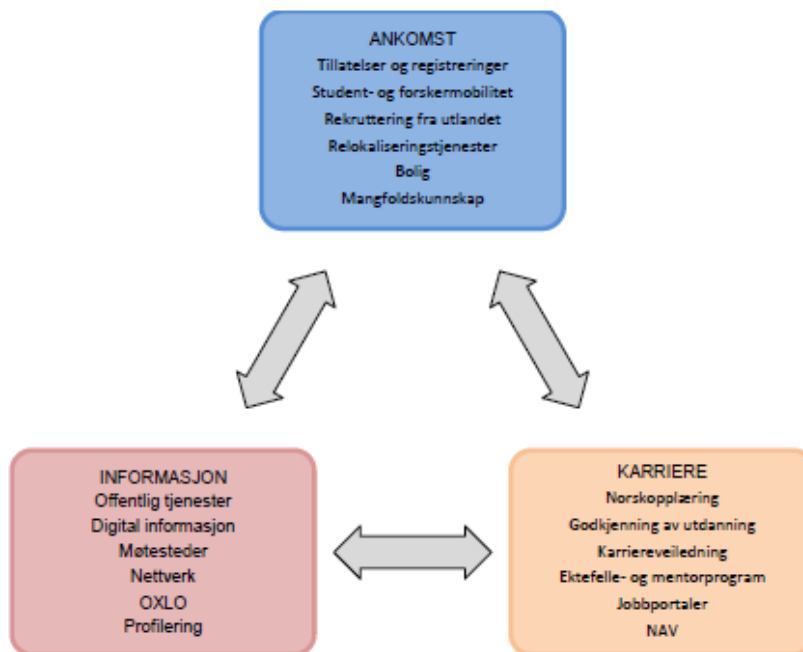 ANKOMST
Tillatelser og registreringer
Student- og forskermobilitet
Rekruttering fra utlandet
Relokaliseringstjenester
Bolig
Mangfoldskunnskap
INFORMASJON
Offentlig tjenester
Digital informasjon
Møtesteder
Nettverk
OXLO
Profilering
KARRIERE
Norskopplæring
Godkjenning av utdanning
Karriereveiledning
Ektefelle- og mentorprogram
Jobbportaler
NAV